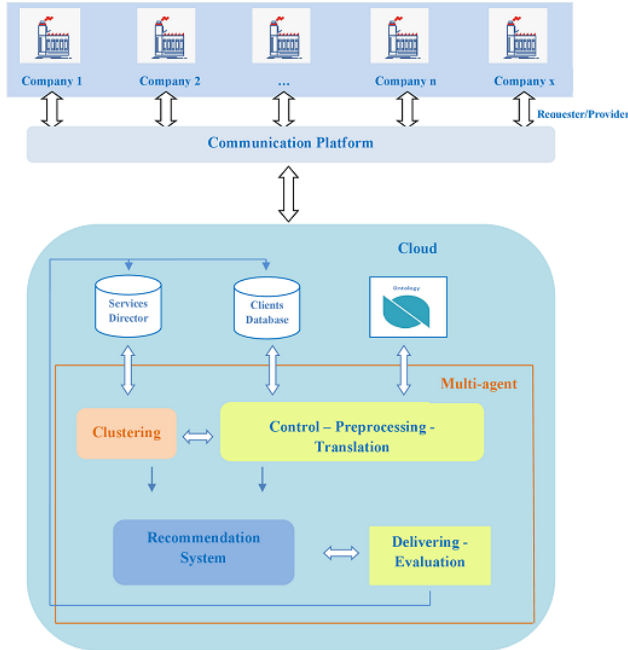 Company 1
Company 2
...
Company n
Company x
Requester/Provider
Communication Platform
Cloud
Services
Director
Clients
Database
Ontology
Multi-agent
Clustering
Control – Preprocessing -
Translation
Recommendation
System
Delivering -
Evaluation